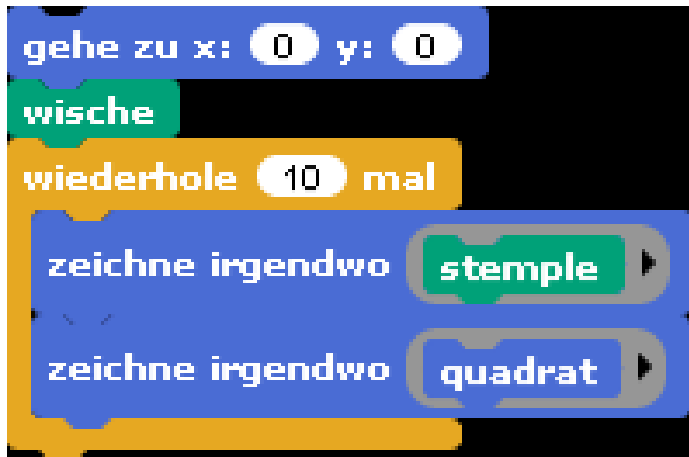 gehe zu x: 0 y: 0
wische
wiederhole 10 mal
zeichne irgendwo stemple
zeichne irgendwo quadrat